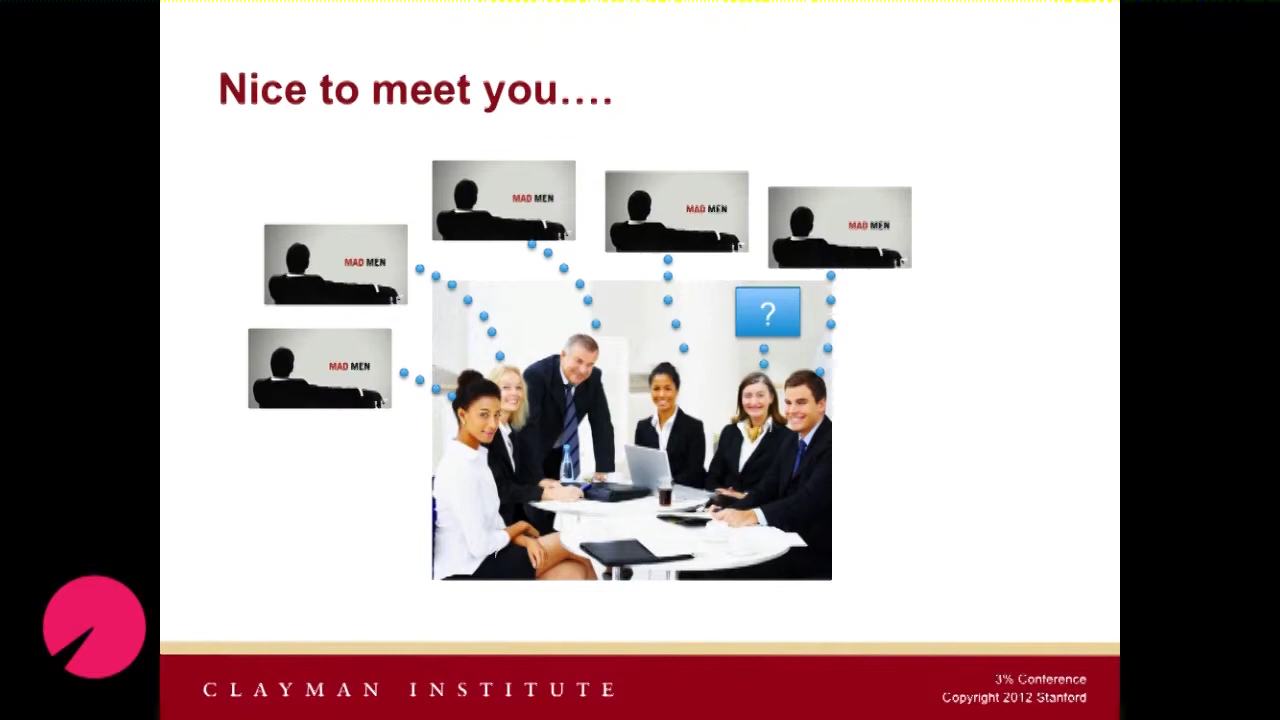 Nice to meet you....
MAD MEN
MAD MEN
MAD MEN
MAD MEN
MAD MEN
?
CLAYMAN INSTITUTE
3% Conference
Copyright 2012 Stanford